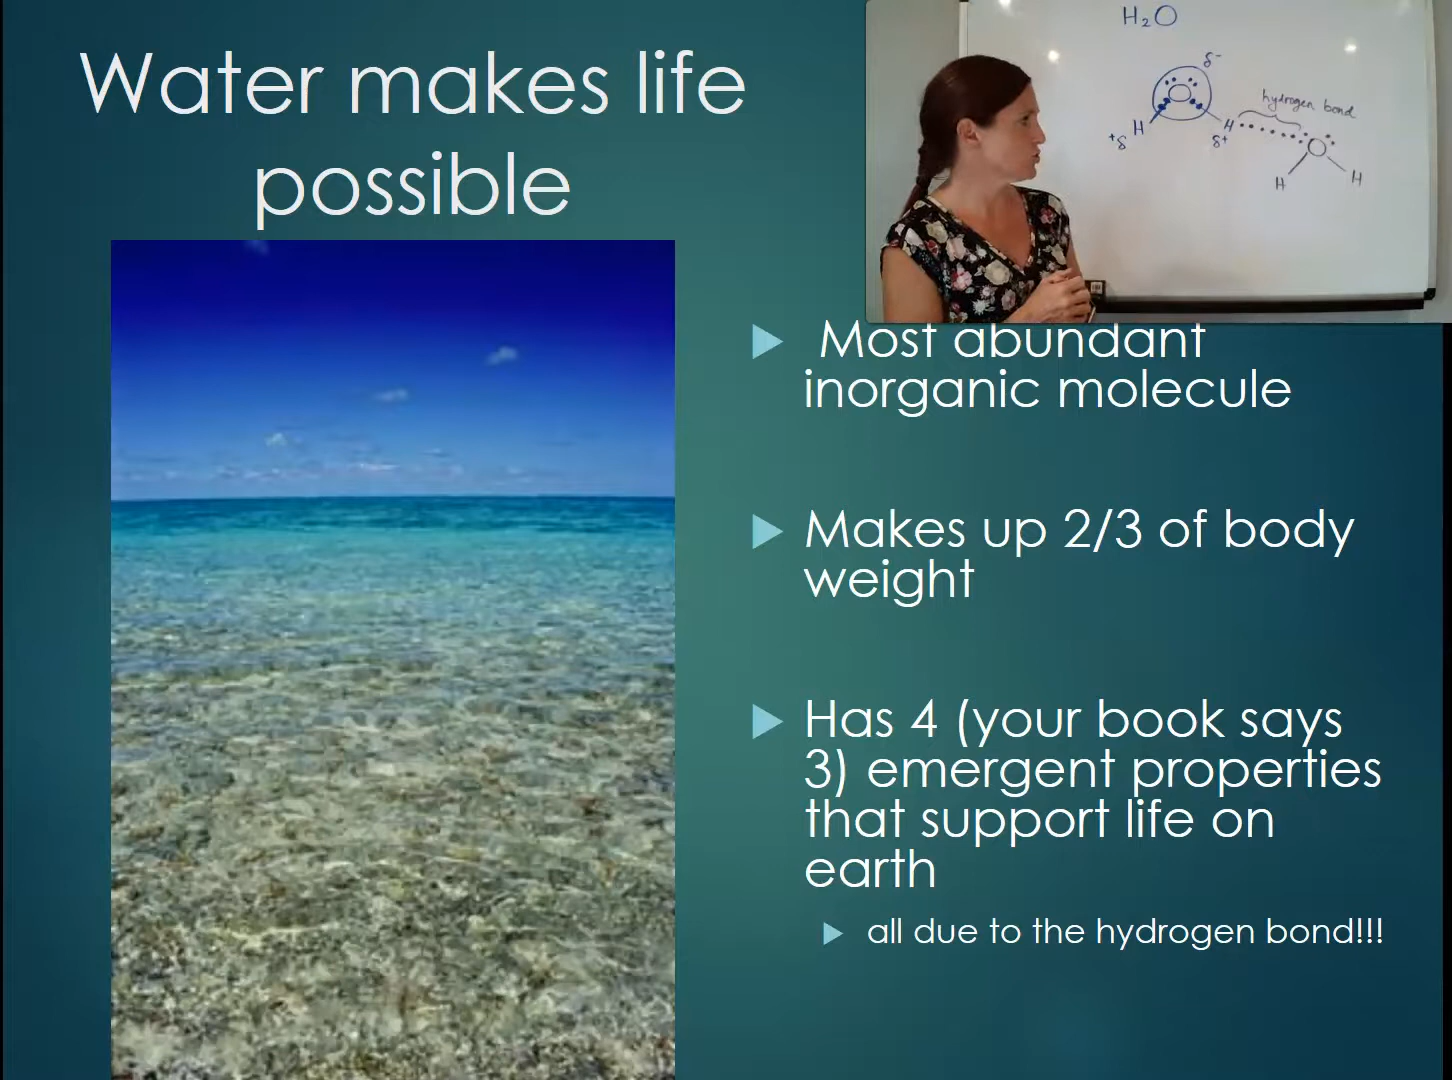 Water makes life
possible
H₂O
δ⁻
hydrogen bond
H
H
⁺δ
δ⁺
H
H
Most abundant
inorganic molecule
Makes up 2/3 of body
weight
Has 4 (your book says
3) emergent properties
that support life on
earth
all due to the hydrogen bond!!!